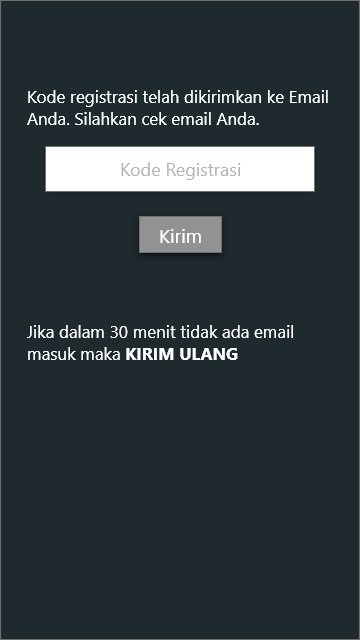 Kode registrasi telah dikirimkan ke Email
Anda. Silahkan cek email Anda.
Kode Registrasi
Kirim
Jika dalam 30 menit tidak ada email
masuk maka KIRIM ULANG